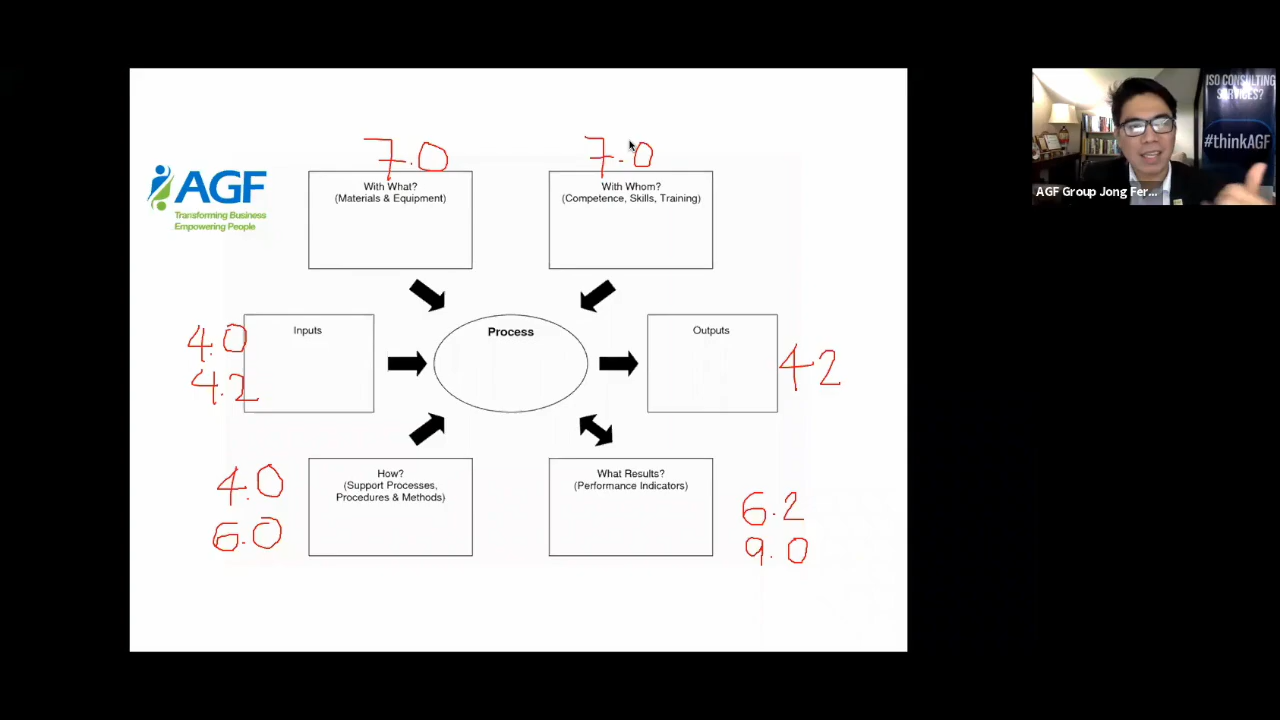 7.0
7.0
AGF
Transforming Business
Empowering People
With What?
(Materials & Equipment)
With Whom?
(Competence, Skills, Training)
4.0
4.2
Inputs
Process
Outputs
42
4.0
6.0
How?
(Support Processes,
Procedures & Methods)
What Results?
(Performance Indicators)
6.2
9.0
ISO CONSULTING
SERVICES?
#thinkAGF
AGF Group Jong Fer...